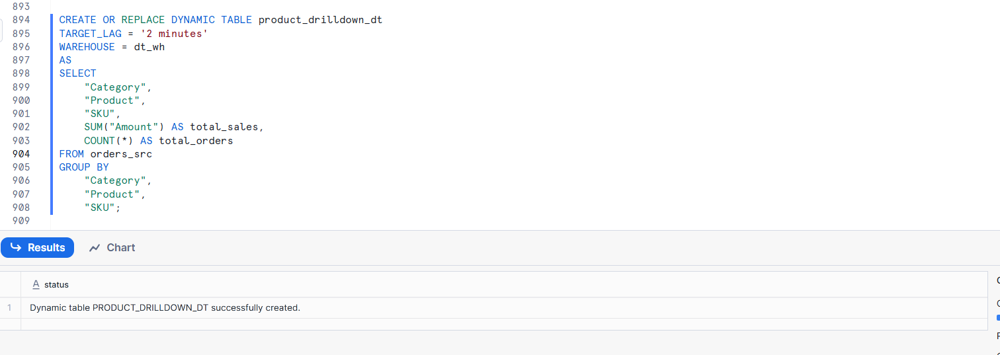 893
894 CREATE OR REPLACE DYNAMIC TABLE product_drilldown_dt
895 TARGET_LAG = '2 minutes'
896 WAREHOUSE = dt_wh
897 AS
898 SELECT
899 "Category",
900 "Product",
901 "SKU",
902 SUM("Amount") AS total_sales,
903 COUNT(*) AS total_orders
904 FROM orders_src
905 GROUP BY
906 "Category",
907 "Product",
908 "SKU";
909
Results Chart
A status
1 Dynamic table PRODUCT_DRILLDOWN_DT successfully created.